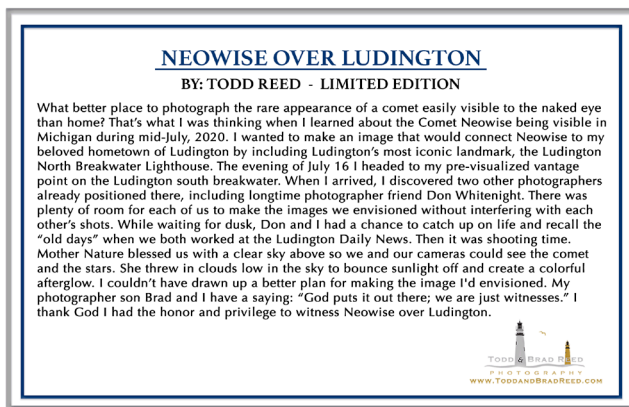 NEOWISE OVER LUDINGTON
BY: TODD REED - LIMITED EDITION
What better place to photograph the rare appearance of a comet easily visible to the naked eye
than home? That's what I was thinking when I learned about the Comet Neowise being visible in
Michigan during mid-July, 2020. I wanted to make an image that would connect Neowise to my
beloved hometown of Ludington by including Ludington's most iconic landmark, the Ludington
North Breakwater Lighthouse. The evening of July 16 I headed to my pre-visualized vantage
point on the Ludington south breakwater. When I arrived, I discovered two other photographers
already positioned there, including longtime photographer friend Don Whitenight. There was
plenty of room for each of us to make the images we envisioned without interfering with each
other's shots. While waiting for dusk, Don and I had a chance to catch up on life and recall the
“old days” when we both worked at the Ludington Daily News. Then it was shooting time.
Mother Nature blessed us with a clear sky above so we and our cameras could see the comet
and the stars. She threw in clouds low in the sky to bounce sunlight off and create a colorful
afterglow. I couldn't have drawn up a better plan for making the image I'd envisioned. My
photographer son Brad and I have a saying: “God puts it out there; we are just witnesses.” I
thank God I had the honor and privilege to witness Neowise over Ludington.
TODD & BRAD REED
PHOTOGRAPHY
WWW.TODDANDBRADREED.COM